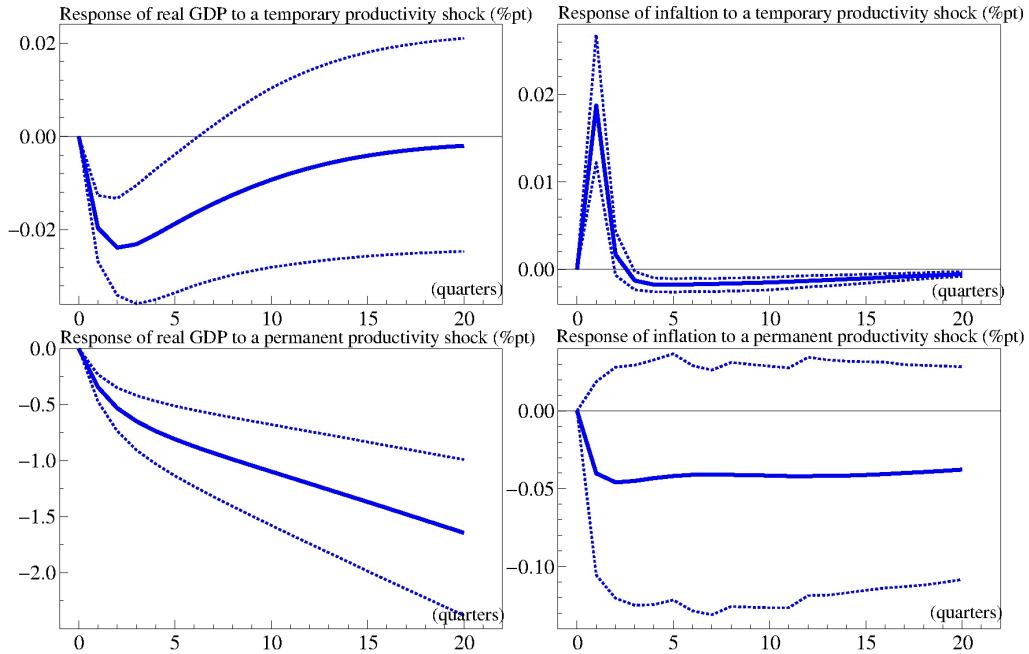 Response of real GDP to a temporary productivity shock (%pt)
0.02
0.00
−0.02
(quarters)
0 5 10 15 20
Response of infaltion to a temporary productivity shock (%pt)
0.02
0.01
0.00
(quarters)
0 5 10 15 20
Response of real GDP to a permanent productivity shock (%pt)
0.0
−0.5
−1.0
−1.5
−2.0
(quarters)
0 5 10 15 20
Response of inflation to a permanent productivity shock (%pt)
0.00
−0.05
−0.10
(quarters)
0 5 10 15 20